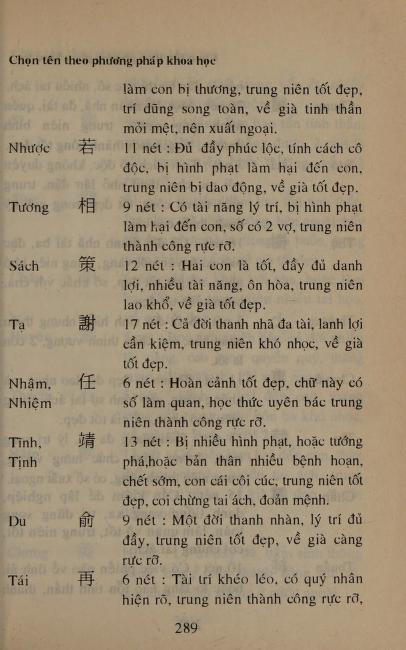 Chọn tên theo phương pháp khoa học
làm con bị thương, trung niên tốt đẹp,
trí dũng song toàn, về già tinh thần
mỏi mệt, nên xuất ngoại.
Nhược 若 11 nét : Đủ đầy phúc lộc, tính cách cô
độc, bị hình phạt làm hại đến con,
trung niên bị dao động, về già tốt đẹp.
Tương 相 9 nét : Có tài năng lý trí, bị hình phạt
làm hại đến con, số có 2 vợ, trung niên
thành công rực rỡ.
Sách 策 12 nét : Hai con là tốt, đầy đủ danh
lợi, nhiều tài năng, ôn hòa, trung niên
lao khổ, về già tốt đẹp.
Tạ 謝 17 nét : Cả đời thanh nhã đa tài, lanh lợi
cần kiệm, trung niên khó nhọc, về già
tốt đẹp.
Nhậm, 任 6 nét : Hoàn cảnh tốt đẹp, chữ này có
Nhiệm số làm quan, học thức uyên bác trung
niên thành công rực rỡ.
Tĩnh, 靖 13 nét : Bị nhiều hình phạt, hoặc tướng
Tịnh phá,hoặc bản thân nhiều bệnh hoạn,
chết sớm, con cái côi cúc, trung niên tốt
đẹp, coi chừng tai ách, đoản mệnh.
Du 俞 9 nét : Một đời thanh nhàn, lý trí đủ
đầy, trung niên tốt đẹp, về già càng
rực rỡ.
Tái 再 6 nét : Tài trí khéo léo, có quý nhân
hiện rõ, trung niên thành công rực rỡ,
289